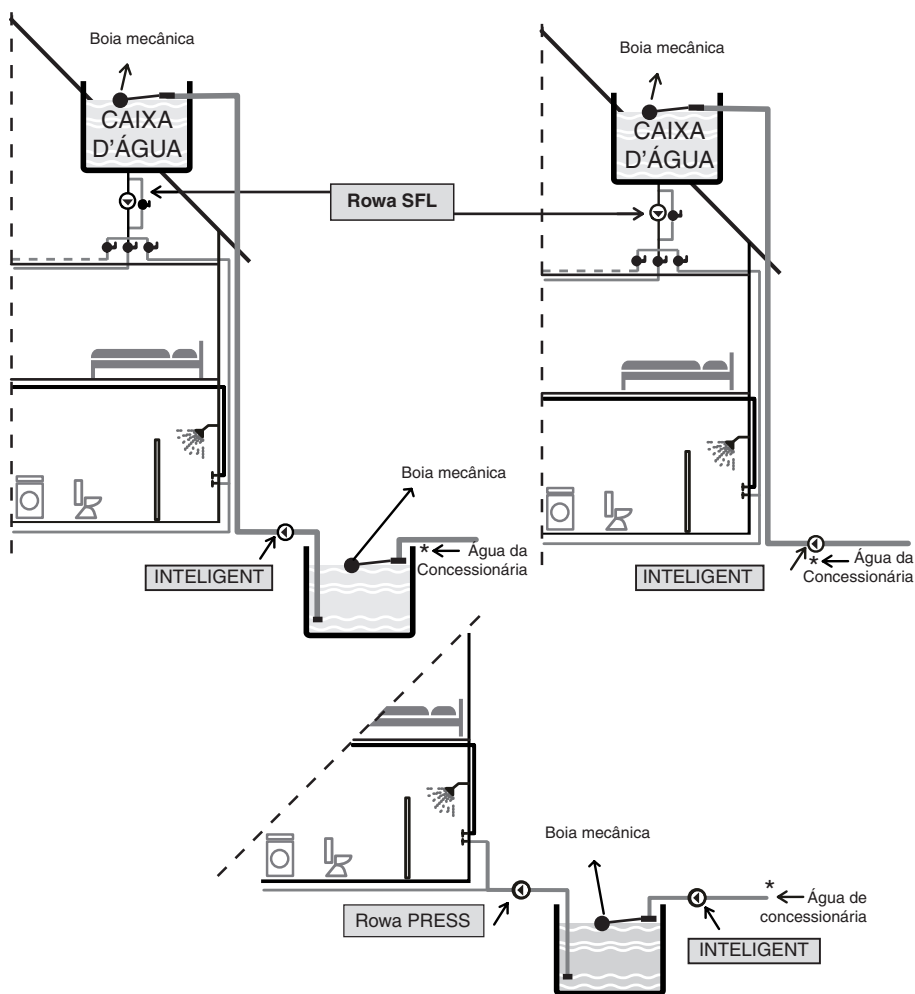 Boia mecânica
CAIXA
D'ÁGUA
Rowa SFL
Boia mecânica
* Água da
Concessionária
INTELIGENT
Boia mecânica
CAIXA
D'ÁGUA
INTELIGENT
* Água da
Concessionária
Boia mecânica
Rowa PRESS
*
Água de
concessionária
INTELIGENT